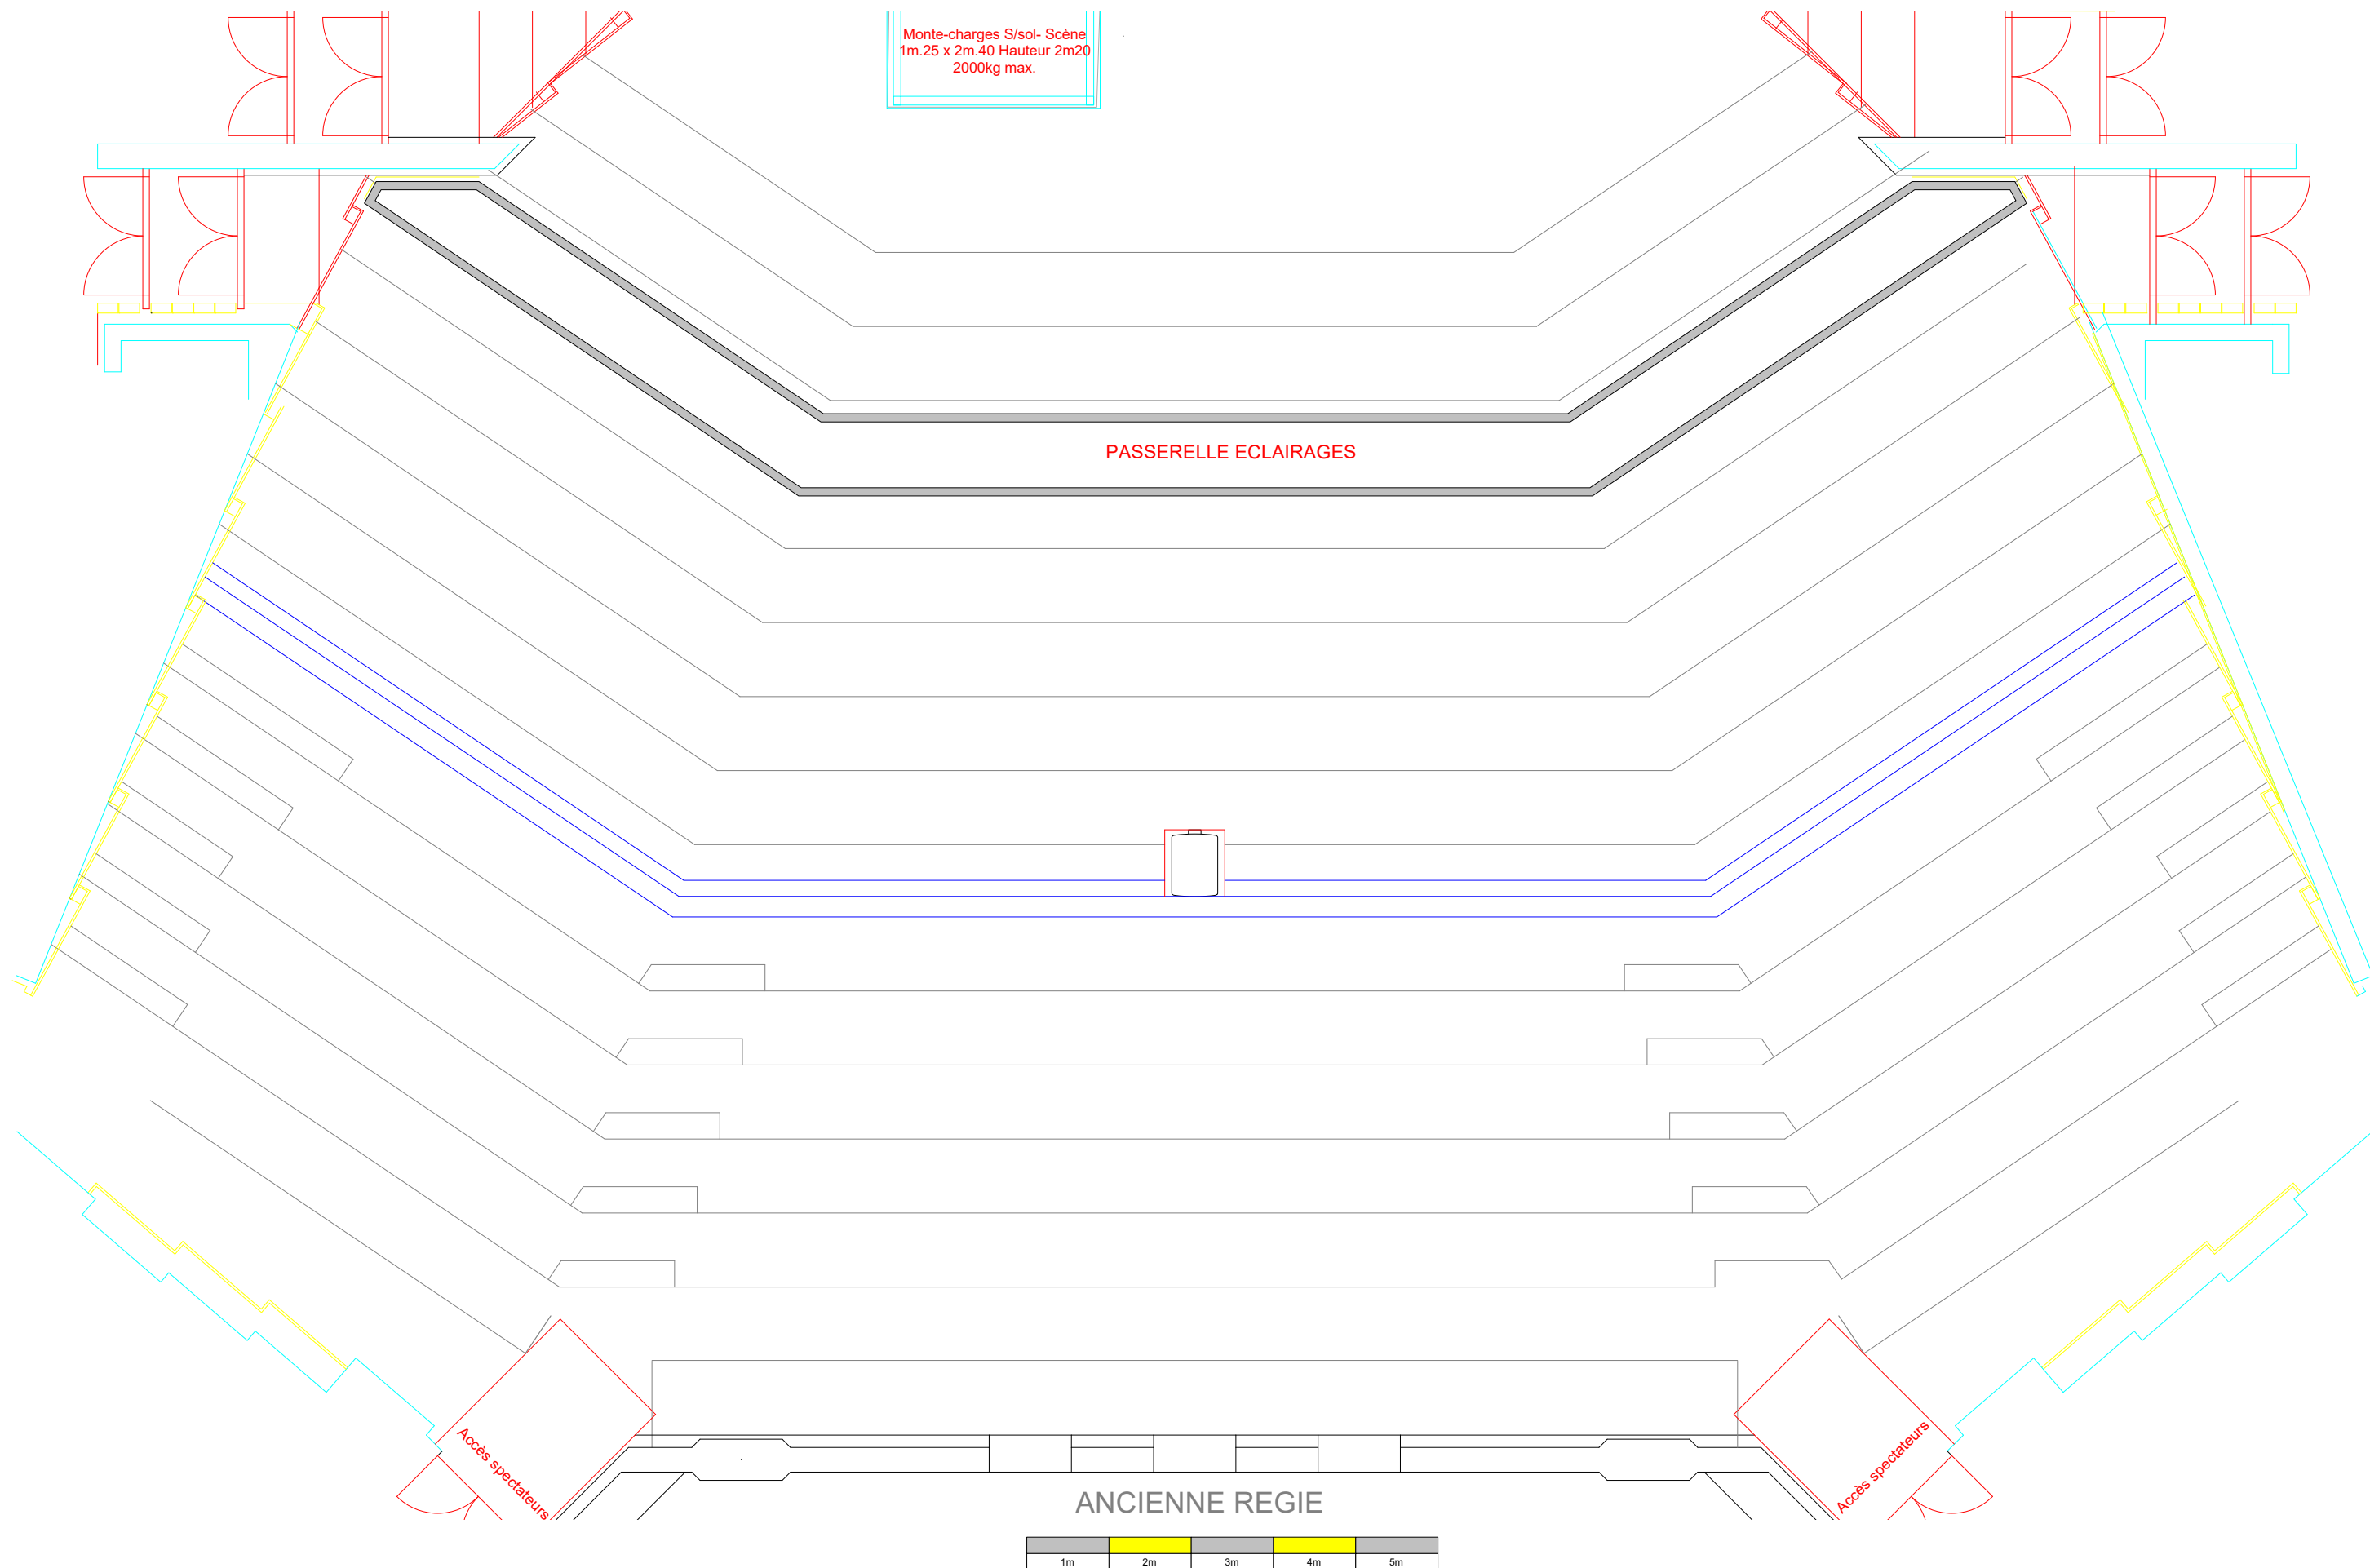 Monte-charges S/sol- Scène
1m.25 x 2m.40 Hauteur 2m20
2000kg max.
PASSERELLE ECLAIRAGES
Accès spectateurs
Accès spectateurs
ANCIENNE REGIE
1m 2m 3m 4m 5m